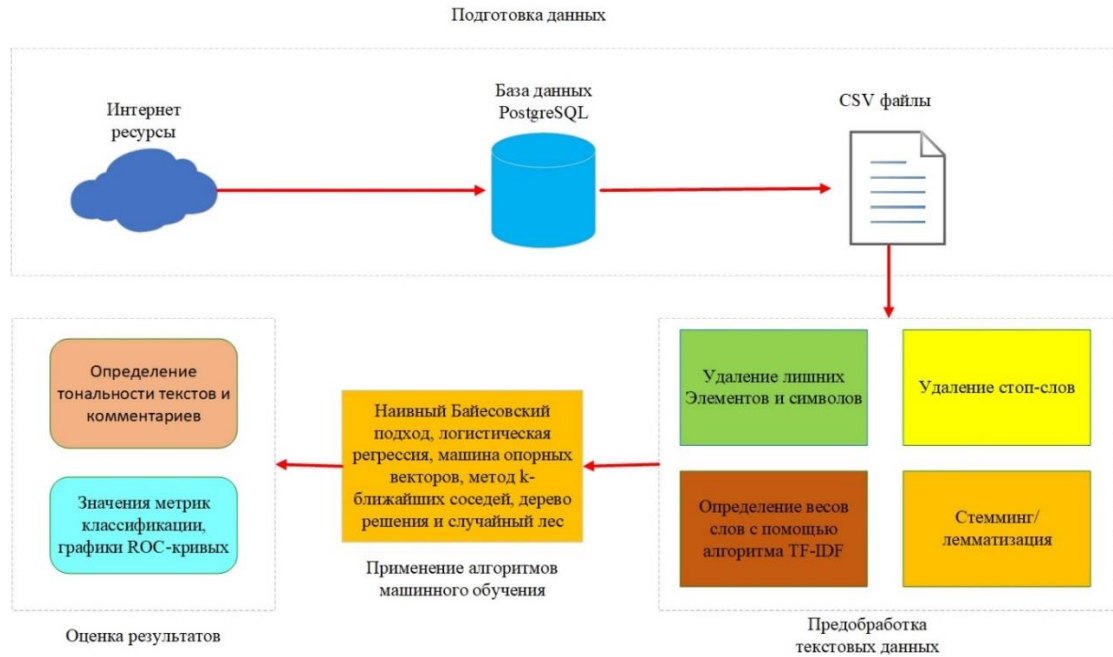 Подготовка данных
Интернет
ресурсы
База данных
PostgreSQL
CSV файлы
Удаление лишних
Элементов и символов
Удаление стоп-слов
Определение весов
слов с помощью
алгоритма TF-IDF
Стемминг/
лемматизация
Предобработка
текстовых данных
Наивный Байесовский
подход, логистическая
регрессия, машина опорных
векторов, метод k-
ближайших соседей, дерево
решения и случайный лес
Применение алгоритмов
машинного обучения
Определение
тональности текстов и
комментариев
Значения метрик
классификации,
графики ROC-кривых
Оценка результатов